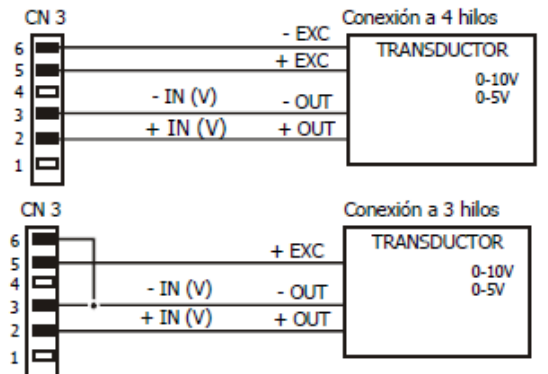 CN 3
Conexión a 4 hilos
6
- EXC
TRANSDUCTOR
5
+ EXC
0-10V
4
- IN (V)
- OUT
0-5V
3
+ IN (V)
+ OUT
2
1
CN 3
Conexión a 3 hilos
6
TRANSDUCTOR
5
+ EXC
0-10V
4
- IN (V)
- OUT
0-5V
3
+ IN (V)
+ OUT
2
1